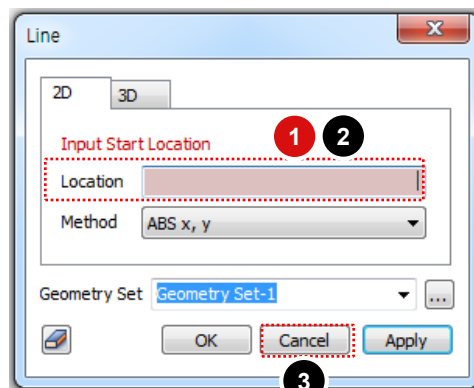 Line
x
2D 3D
Input Start Location 1 2
Location
Method ABS x, y
Geometry Set Geometry Set-1 ...
OK Cancel Apply
3